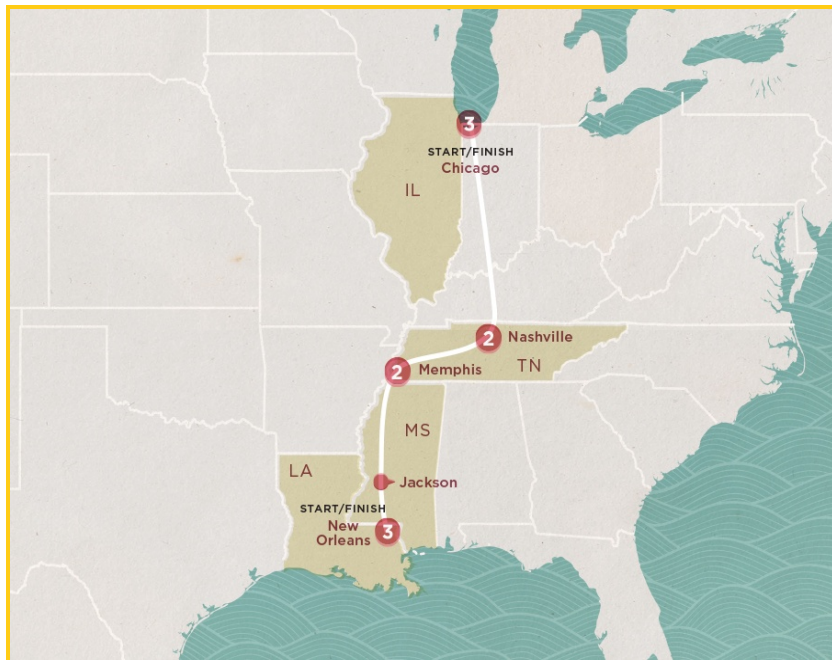 3
START/FINISH
Chicago
IL
2
Nashville
TN
2
Memphis
MS
LA
Jackson
START/FINISH
New
Orleans
3